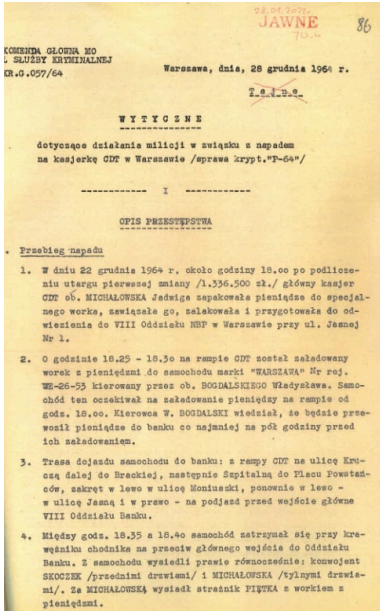 JAWNE
86
KOMENDA GŁÓWNA MO
SŁUŻBY KRYMINALNEJ
KR.G.057/64
Warszawa, dnia, 28 grudnia 1964 r.
T a j n e
W Y T Y C Z N E
dotyczące działania milicji w związku z napadem
na kasjerkę CDT w Warszawie /sprawa krypt."P-64"/
I
OPIS PRZESTĘPSTWA
Przebieg napadu
1. W dniu 22 grudnia 1964 r. około godziny 18.00 po podlicze-
niu utargu pierwszej zmiany /1.336.500 zł./ główny kasjer
CDT ob. MICHAŁOWSKA Jadwiga zapakowała pieniądze do specjal-
nego worka, zawiązała go, zalakowała i przygotowała do od-
wiezienia do VIII Oddziału NBP w Warszawie przy ul. Jasnej
Nr 1.
2. O godzinie 18.25 - 18.30 na rampie CDT został załadowany
worek z pieniędzmi do samochodu marki "WARSZAWA" Nr rej.
WE-26-53 kierowany przez ob. BOGDALSKIEGO Władysława. Samo-
chód ten oczekiwał na załadowanie pieniędzy na rampie od
godz. 18.00. Kierowca W. BOGDALSKI wiedział, że będzie prze-
woził pieniądze do banku co najmniej na pół godziny przed
ich załadowaniem.
3. Trasa dojazdu samochodu do banku: z rampy CDT na ulicę Kru-
czą dalej do Brackiej, następnie Szpitalną do Placu Powstań-
ców, zakręt w lewo w ulicę Moniuszki, ponownie w lewo -
w ulicę Jasną i w prawo - na podjazd przed wejście główne
VIII Oddziału Banku.
4. Między godz. 18.35 a 18.40 samochód zatrzymał się przy kra-
wężniku chodnika na przeciw głównego wejścia do Oddziału
Banku. Z samochodu wysiedli prawie równocześnie: konwojent
SKOCZEK /przednimi drzwiami/ i MICHAŁOWSKA /tylnymi drzwia-
mi/. Za MICHAŁOWSKĄ wysiadł strażnik PIĘTKA z workiem z
pieniędzmi.